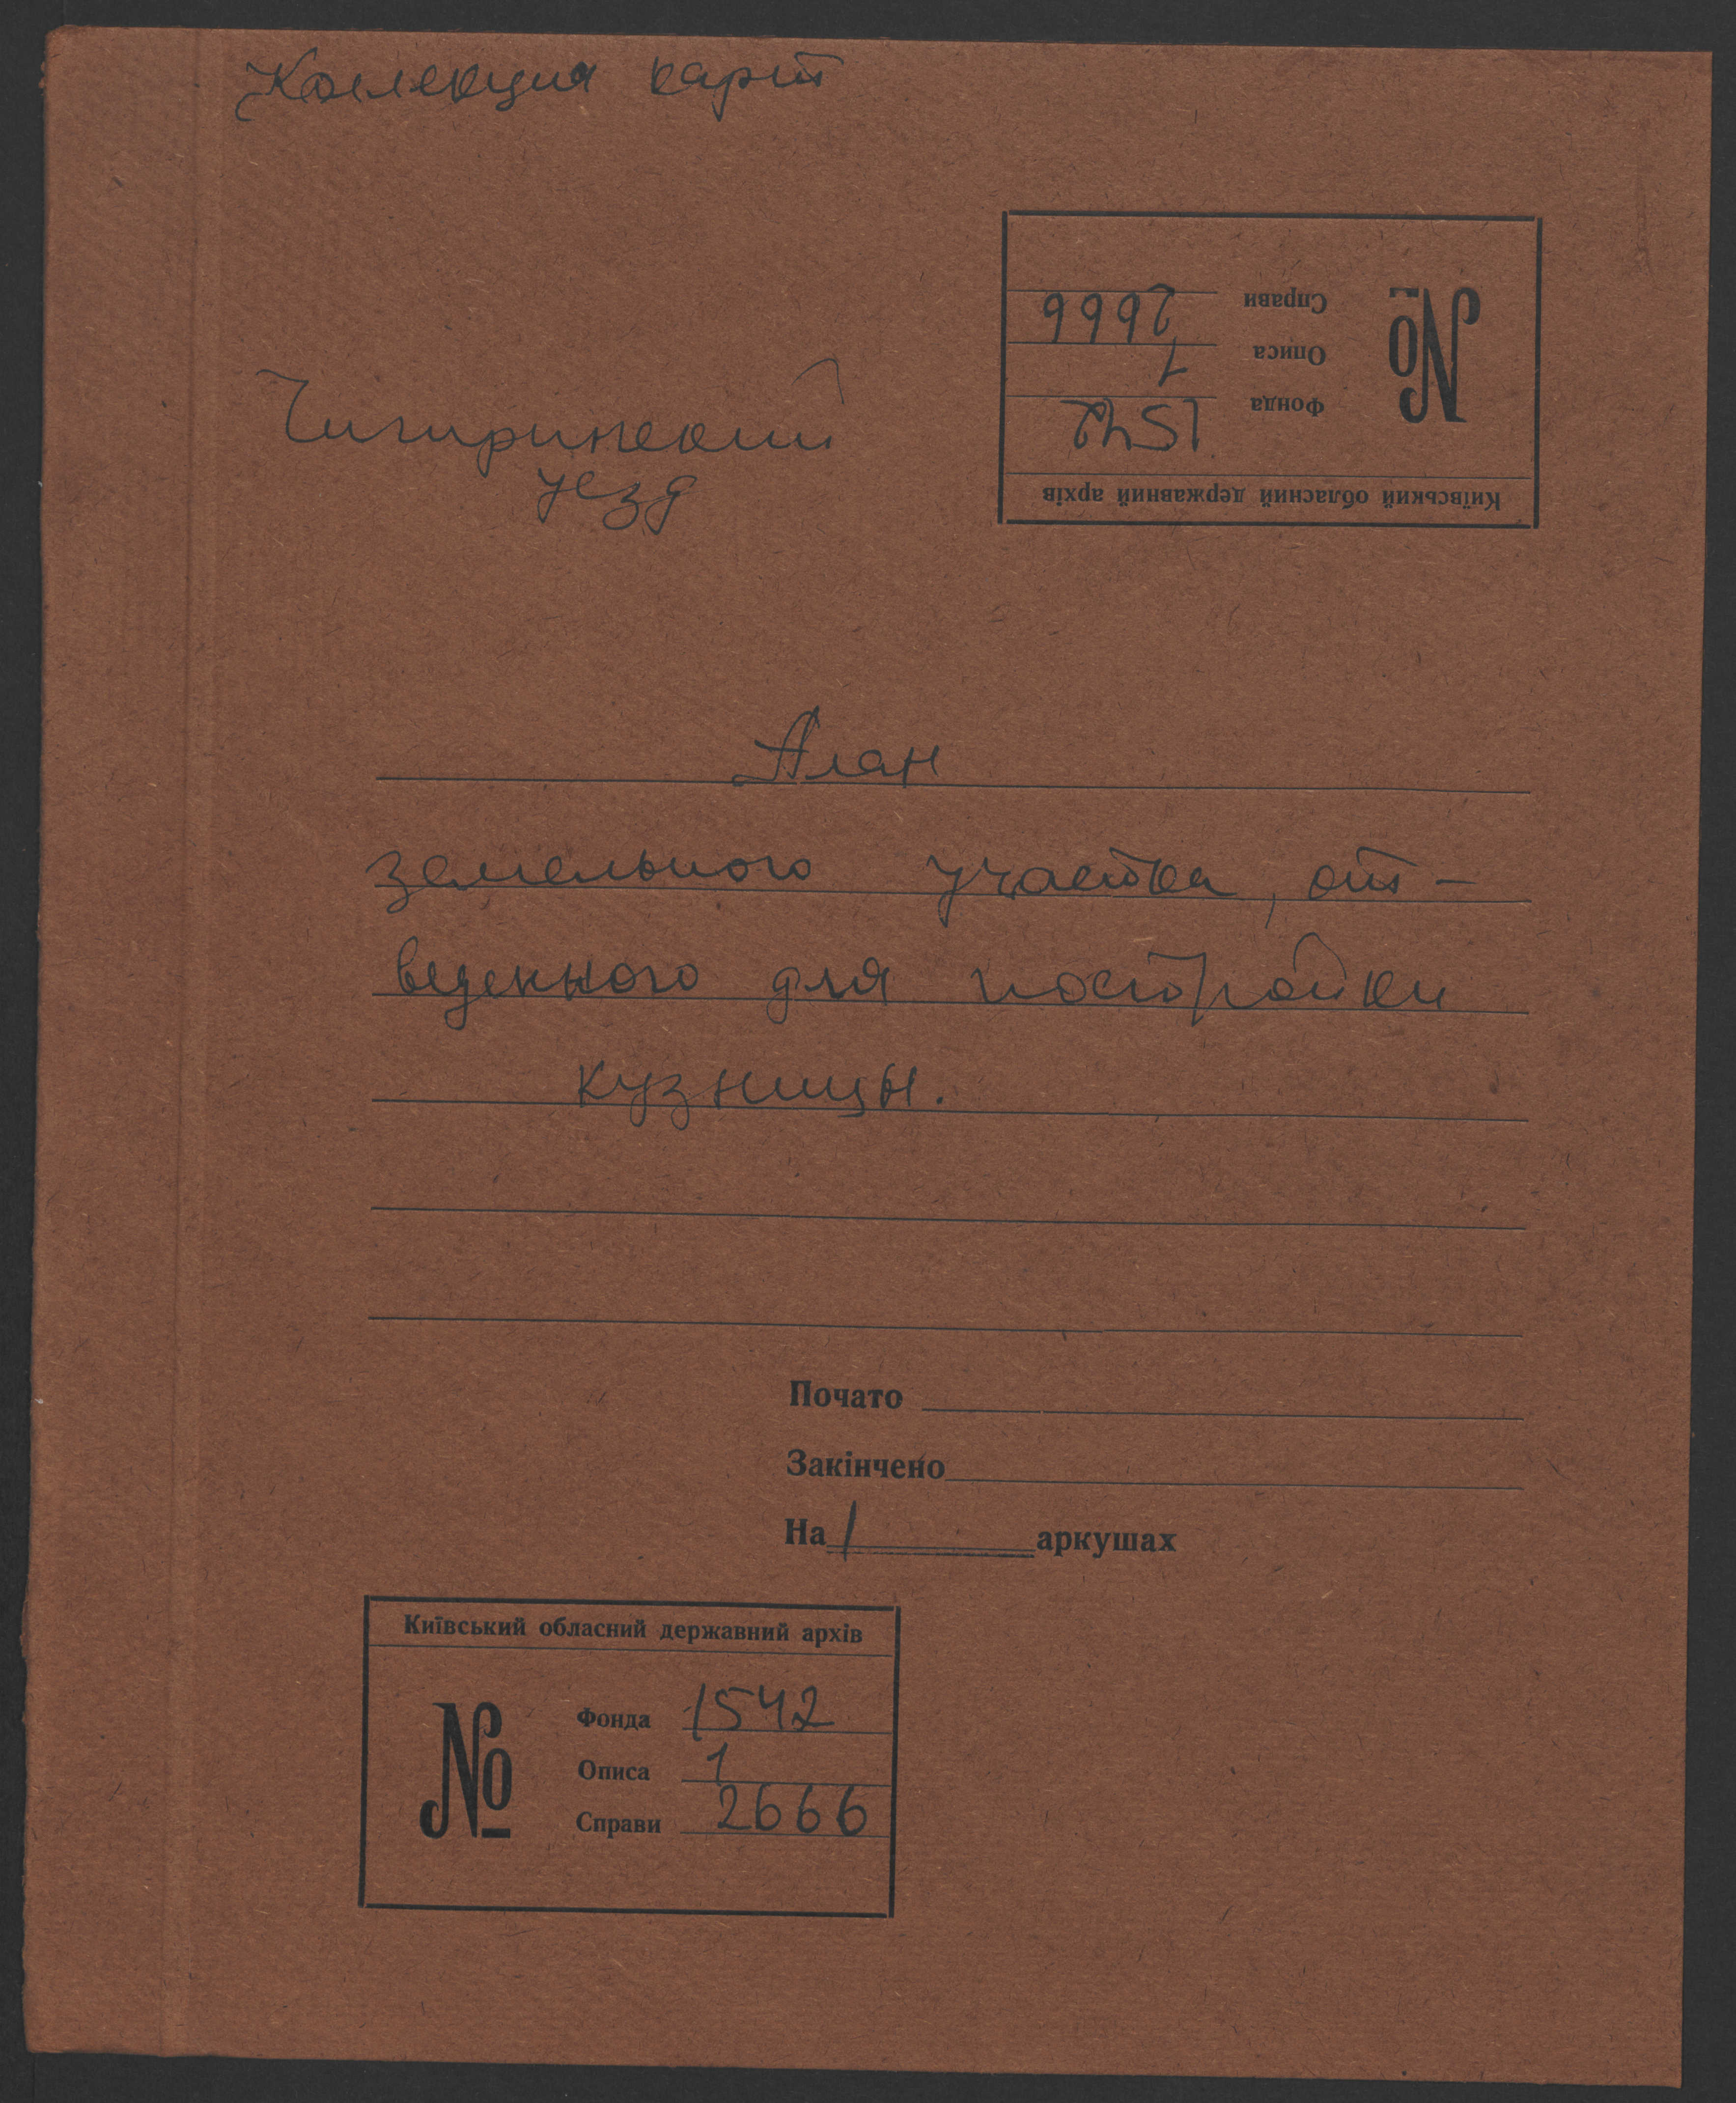 Коллекция карт
Київський обласний державний архів
№
Фонда 1542
Описа 1
Справи 2666
Чигиринский
уезд
План
земельного участка, от-
веденного для постройки
кузницы.
Почато
Закінчено
На 1 аркушах
Київський обласний державний архів
№
Фонда 1542
Описа 1
Справи 2666